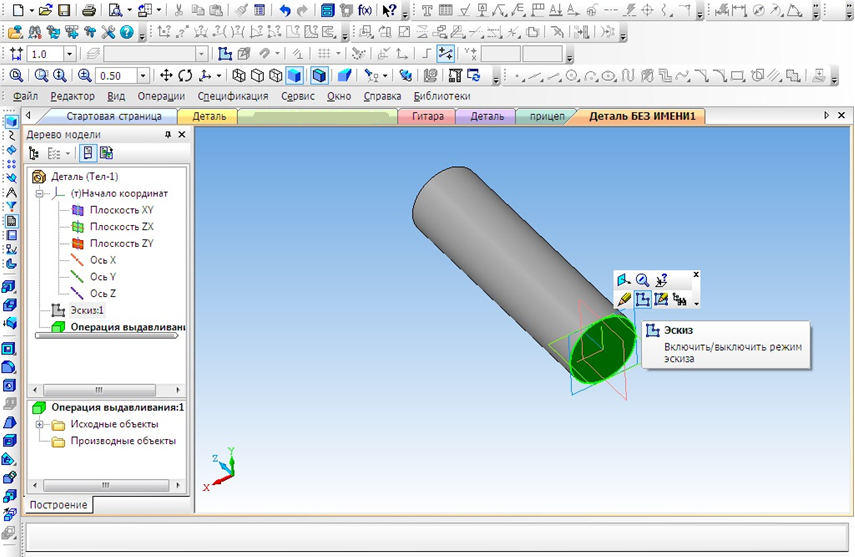 f(x)
1.0
0.50
Файл Редактор Вид Операции Спецификация Сервис Окно Справка Библиотеки
Стартовая страница Деталь Гитара Деталь прицеп Деталь БЕЗ ИМЕНИ1
Дерево модели
Деталь (Тел-1)
(т)Начало координат
Плоскость XY
Плоскость ZX
Плоскость ZY
Ось X
Ось Y
Ось Z
Эскиз:1
Операция выдавливани
Операция выдавливания:1
Исходные объекты
Производные объекты
Построение
Эскиз
Включить/выключить режим
эскиза
Y
Z
X